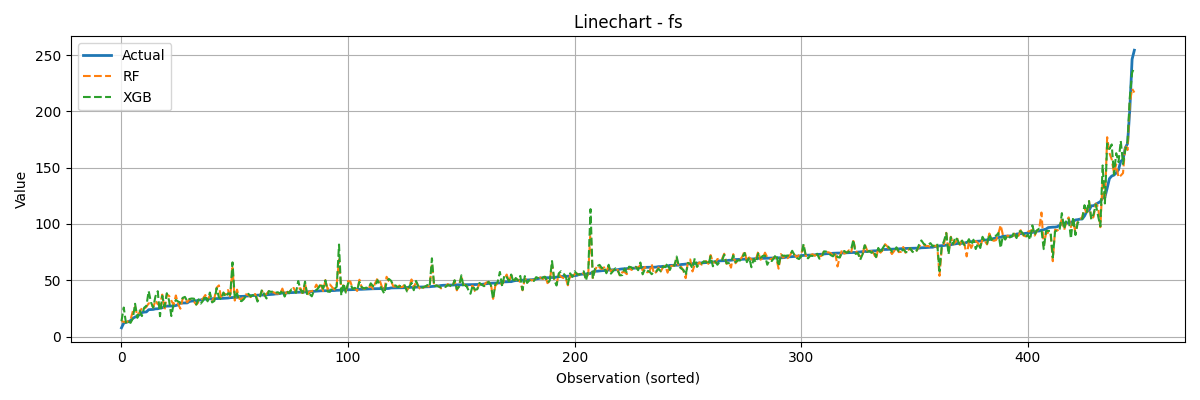 Linechart - fs
Actual
RF
XGB
Value
250
200
150
100
50
0
0 100 200 300 400
Observation (sorted)